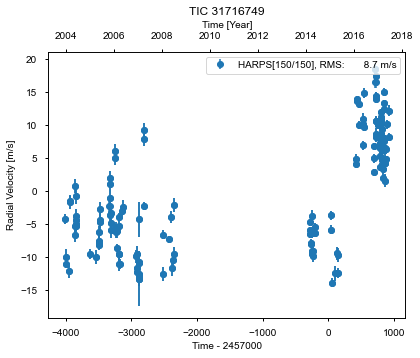 TIC 31716749
Time [Year]
2004 2006 2008 2010 2012 2014 2016 2018
HARPS[150/150], RMS: 8.7 m/s
20
15
10
5
0
−5
−10
−15
Radial Velocity [m/s]
−4000 −3000 −2000 −1000 0 1000
Time - 2457000